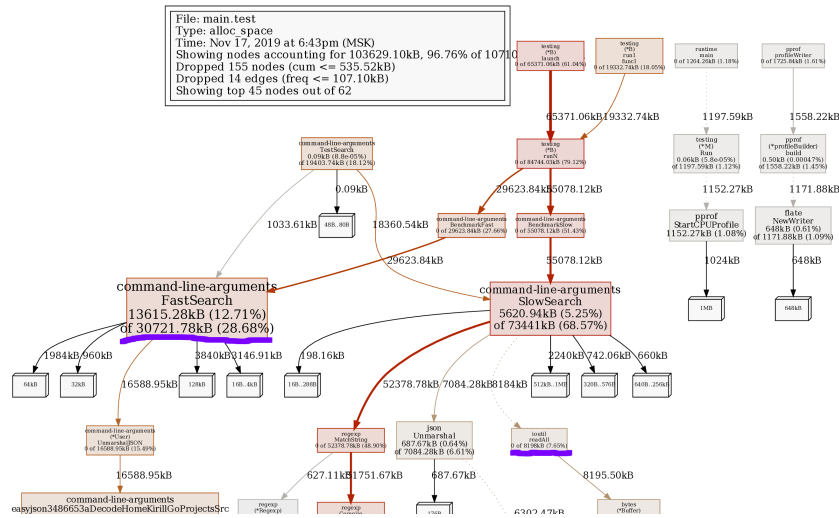 File: main.test
Type: alloc_space
Time: Nov 17, 2019 at 6:43pm (MSK)
Showing nodes accounting for 103629.10kB, 96.76% of 10710
Dropped 155 nodes (cum <= 535.52kB)
Dropped 14 edges (freq <= 107.10kB)
Showing top 45 nodes out of 62
testing
(*B)
launch
0 of 65371.06kB (61.04%)
testing
(*B)
run1
func1
0 of 19332.74kB (18.05%)
runtime
main
0 of 1264.26kB (1.18%)
pprof
profileWriter
0 of 1725.84kB (1.61%)
65371.06kB
19332.74kB
1197.59kB
1558.22kB
command-line-arguments
TestSearch
0.09kB (8.8e-05%)
of 19403.74kB (18.12%)
testing
(*B)
runN
0 of 84744.03kB (79.12%)
testing
(*M)
Run
0.06kB (5.8e-05%)
of 1197.59kB (1.12%)
pprof
(*profileBuilder)
build
0.50kB (0.00047%)
of 1558.22kB (1.45%)
0.09kB
29623.84kB
55078.12kB
1152.27kB
1171.88kB
1033.61kB
48B..80B
18360.54kB
command-line-arguments
BenchmarkFast
0 of 29623.84kB (27.66%)
command-line-arguments
BenchmarkSlow
0 of 55078.12kB (51.43%)
pprof
StartCPUProfile
1152.27kB (1.08%)
flate
NewWriter
648kB (0.61%)
of 1171.88kB (1.09%)
29623.84kB
55078.12kB
1024kB
648kB
command-line-arguments
FastSearch
13615.28kB (12.71%)
of 30721.78kB (28.68%)
command-line-arguments
SlowSearch
5620.94kB (5.25%)
of 73441kB (68.57%)
1MB
648kB
1984kB
960kB
3840kB
3146.91kB
198.16kB
2240kB
742.06kB
660kB
16588.95kB
52378.78kB
7084.28kB
8184kB
64kB
32kB
128kB
16B..4kB
16B..288B
512kB..1MB
320B..576B
640B..256kB
command-line-arguments
(*User)
UnmarshalJSON
0 of 16588.95kB (15.49%)
regexp
MatchString
0 of 52378.78kB (48.90%)
json
Unmarshal
687.67kB (0.64%)
of 7084.28kB (6.61%)
ioutil
readAll
0 of 8196kB (7.65%)
16588.95kB
627.11kB
51751.67kB
687.67kB
8195.50kB
command-line-arguments
easyjson3486653aDecodeHomeKirillGoProjectsSrc
regexp
(*Regexp)
regexp
Compile
176B
6302.47kB
bytes
(*Buffer)